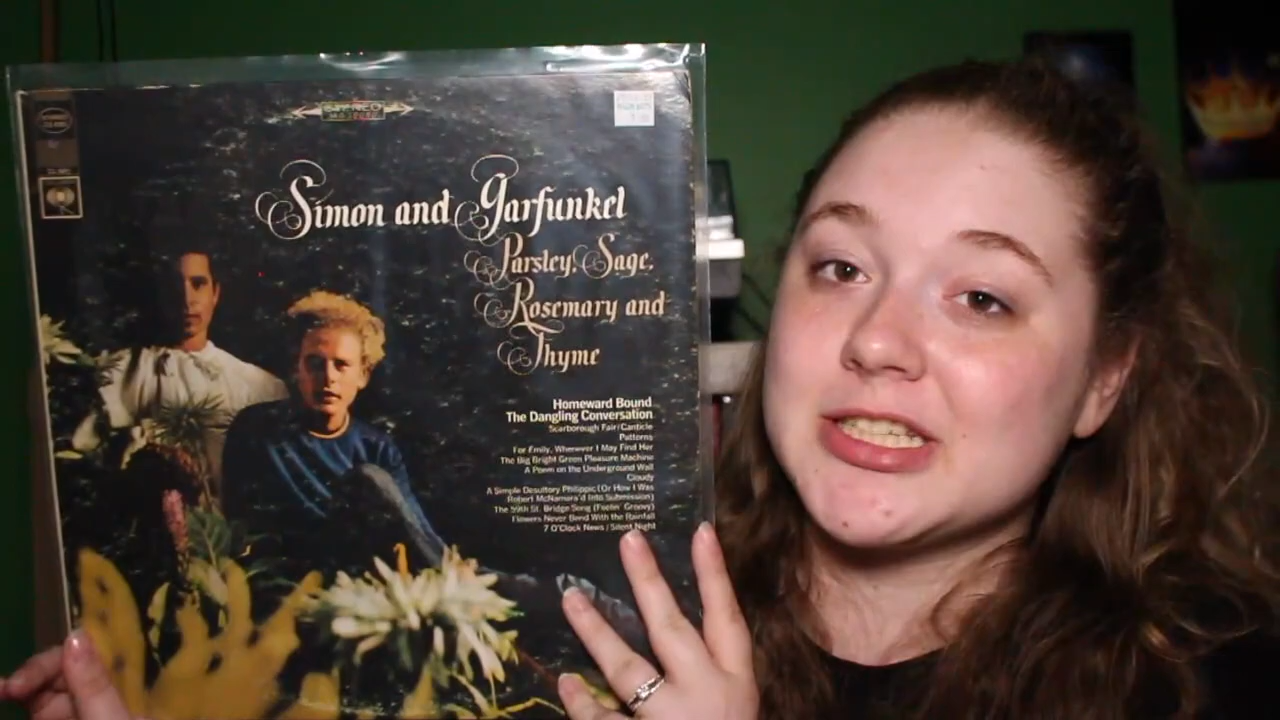 STEREO
Simon and Garfunkel
Parsley, Sage,
Rosemary and
Thyme
Homeward Bound
The Dangling Conversation
Scarborough Fair/Canticle
Patterns
For Emily, Wherever I May Find Her
The Big Bright Green Pleasure Machine
A Poem on the Underground Wall
Cloudy
A Simple Desultory Philippic (Or How I Was
Robert McNamara'd Into Submission)
The 59th St. Bridge Song (Feelin' Groovy)
Flowers Never Bend With the Rainfall
7 O'Clock News / Silent Night